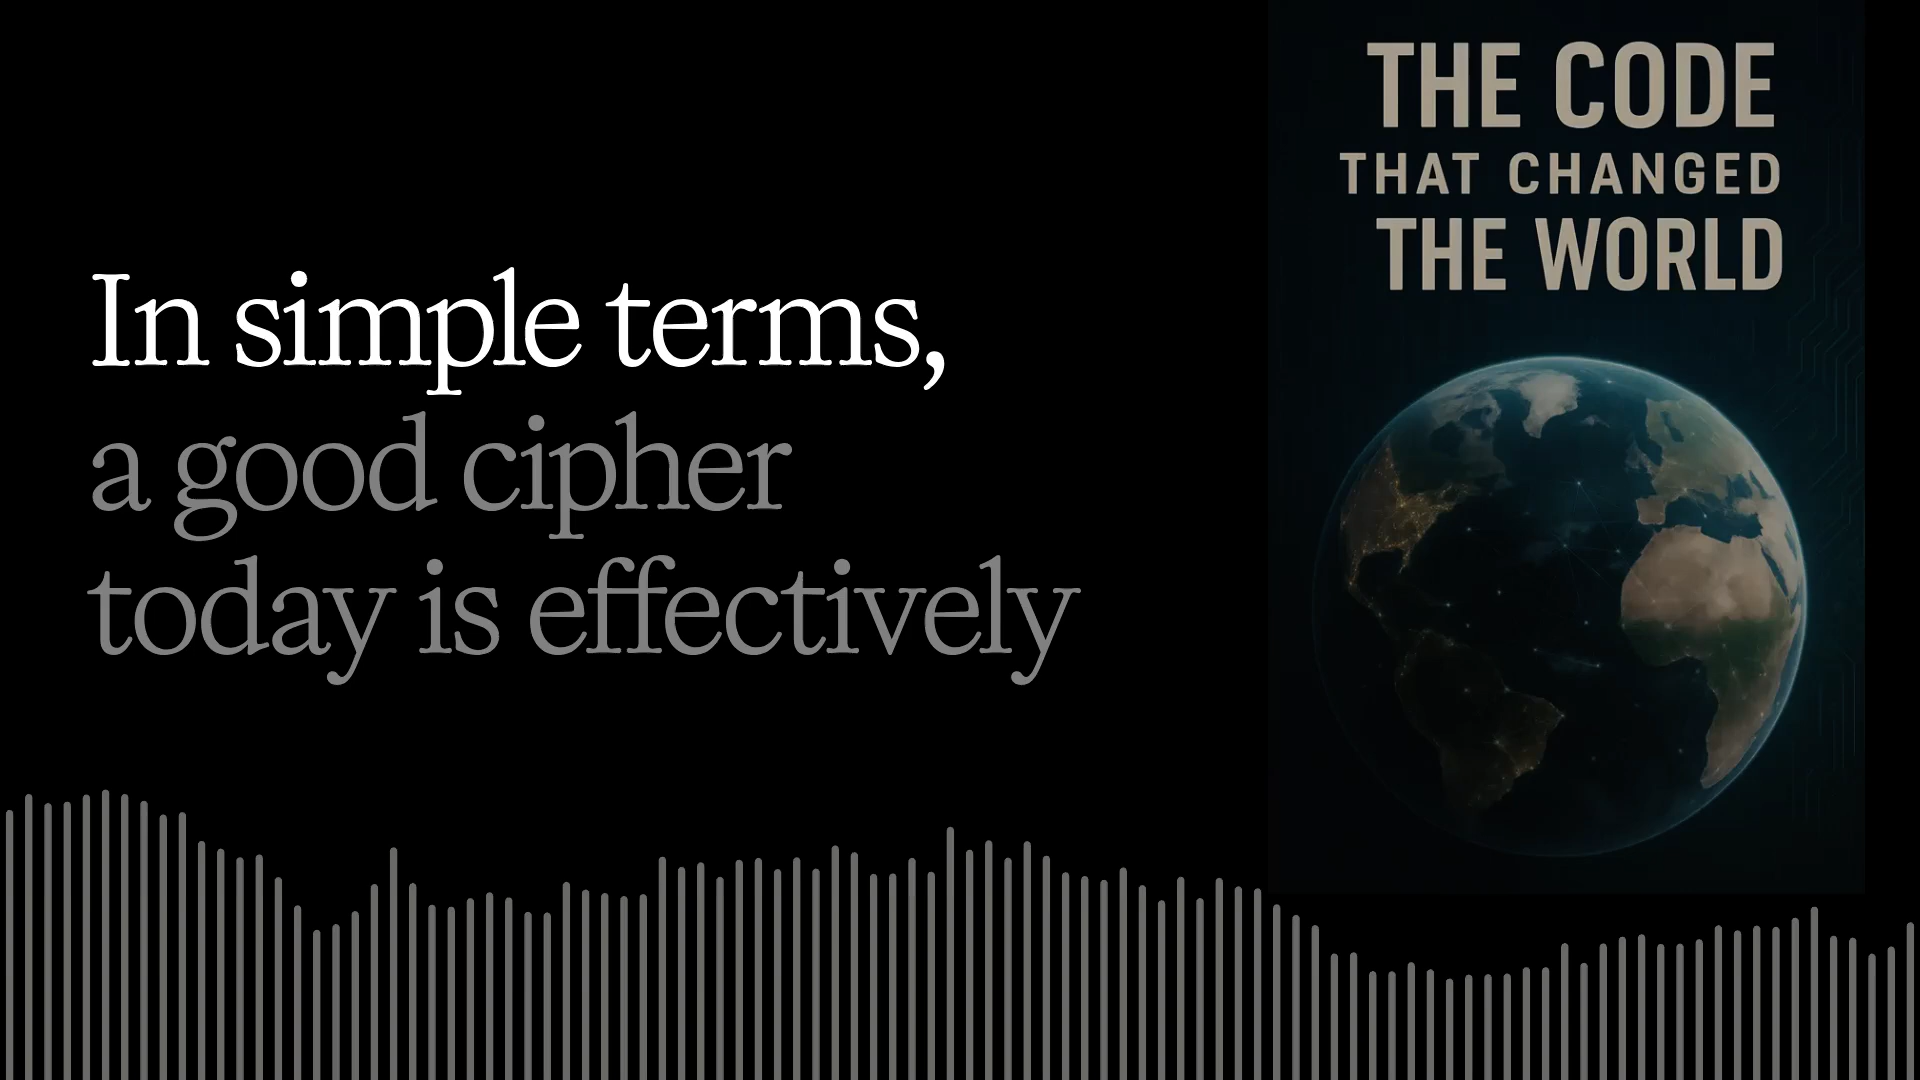 In simple terms,
a good cipher
today is effectively
THE CODE
THAT CHANGED
THE WORLD